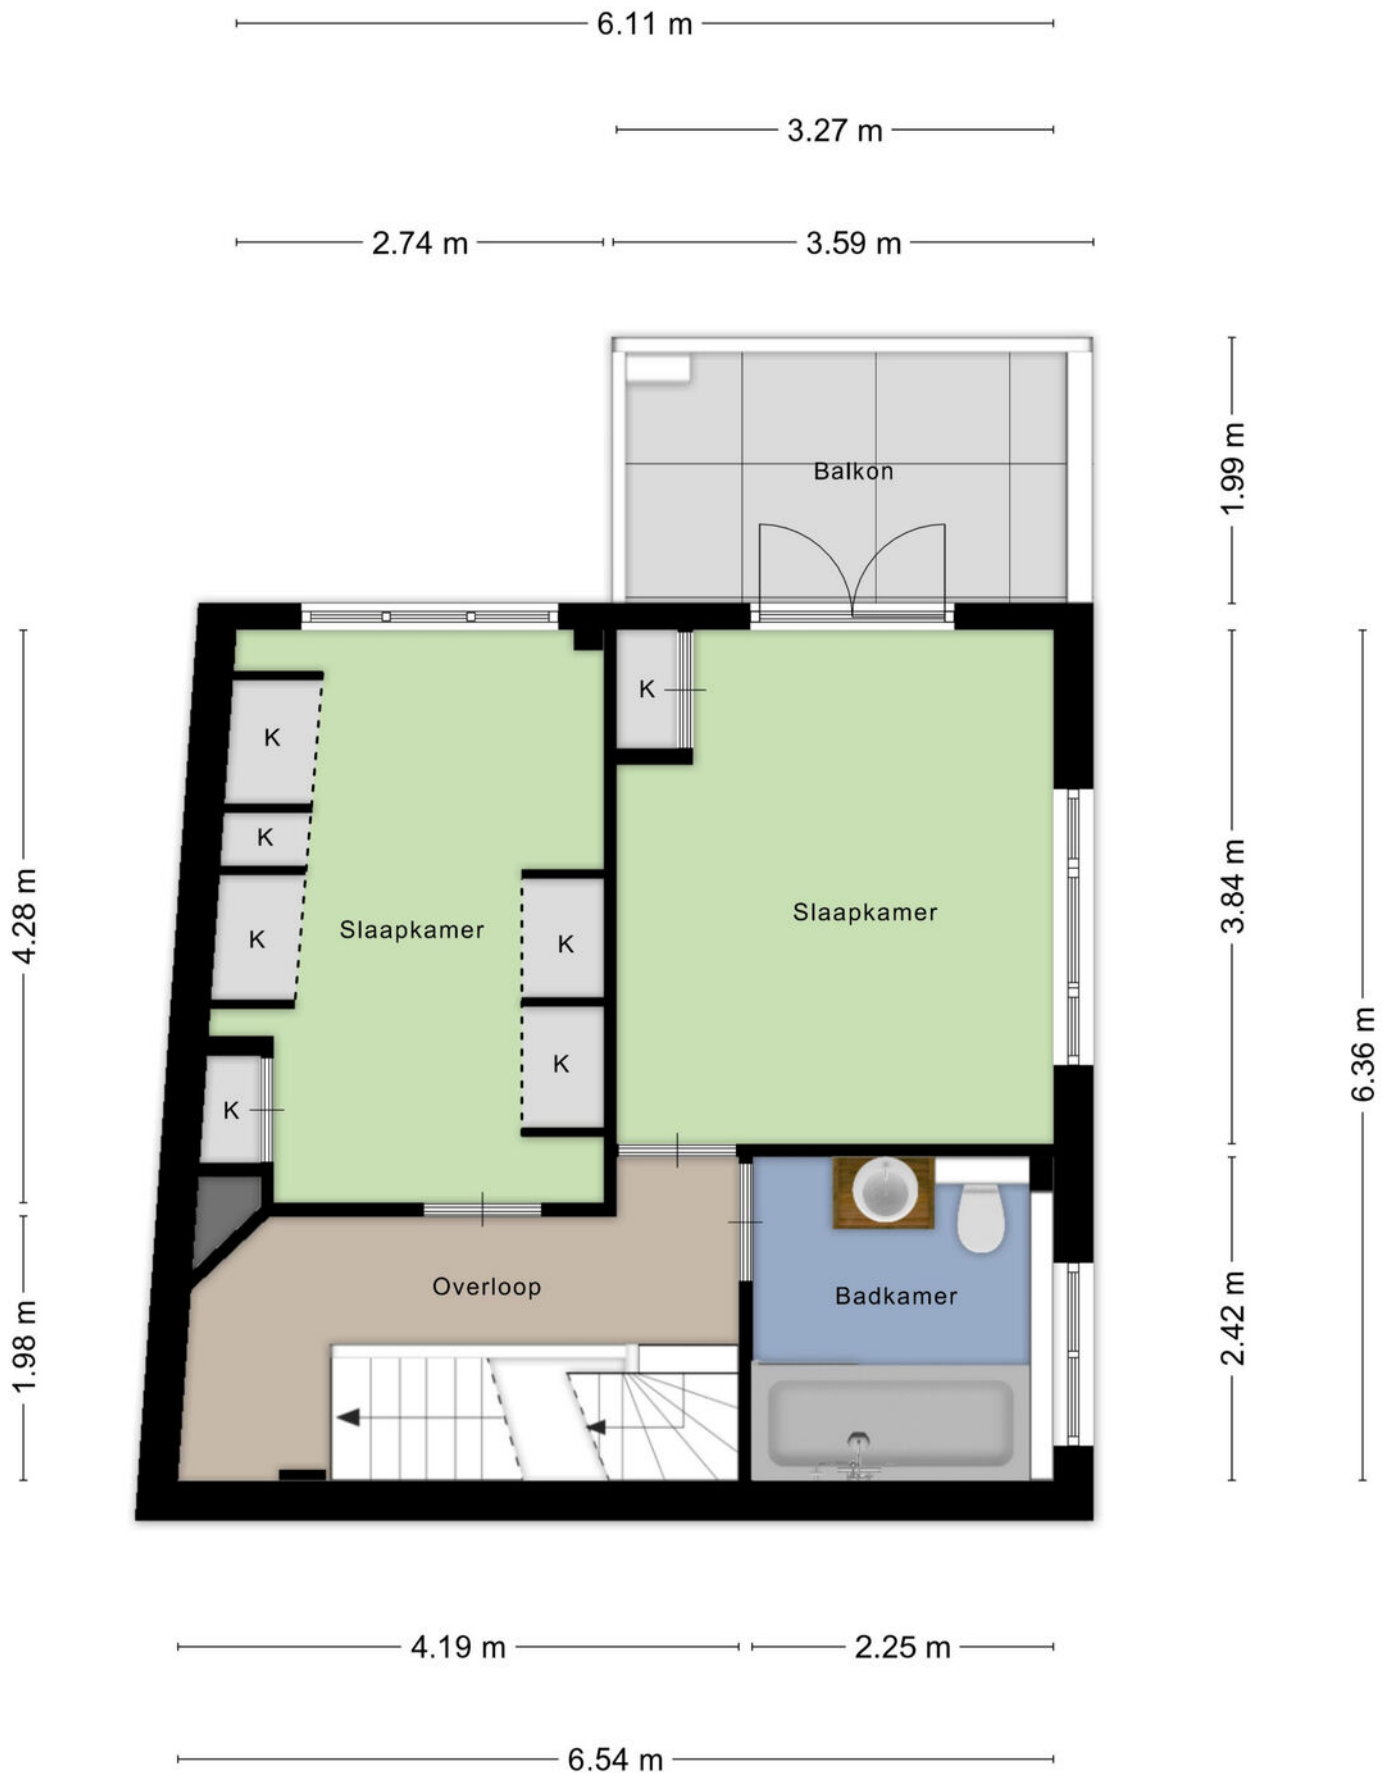 6.11 m
3.27 m
2.74 m
3.59 m
1.99 m
Balkon
K
K
K
Slaapkamer
3.84 m
4.28 m
Slaapkamer
K
K
6.36 m
K
K
Overloop
Badkamer
2.42 m
1.98 m
4.19 m
2.25 m
6.54 m